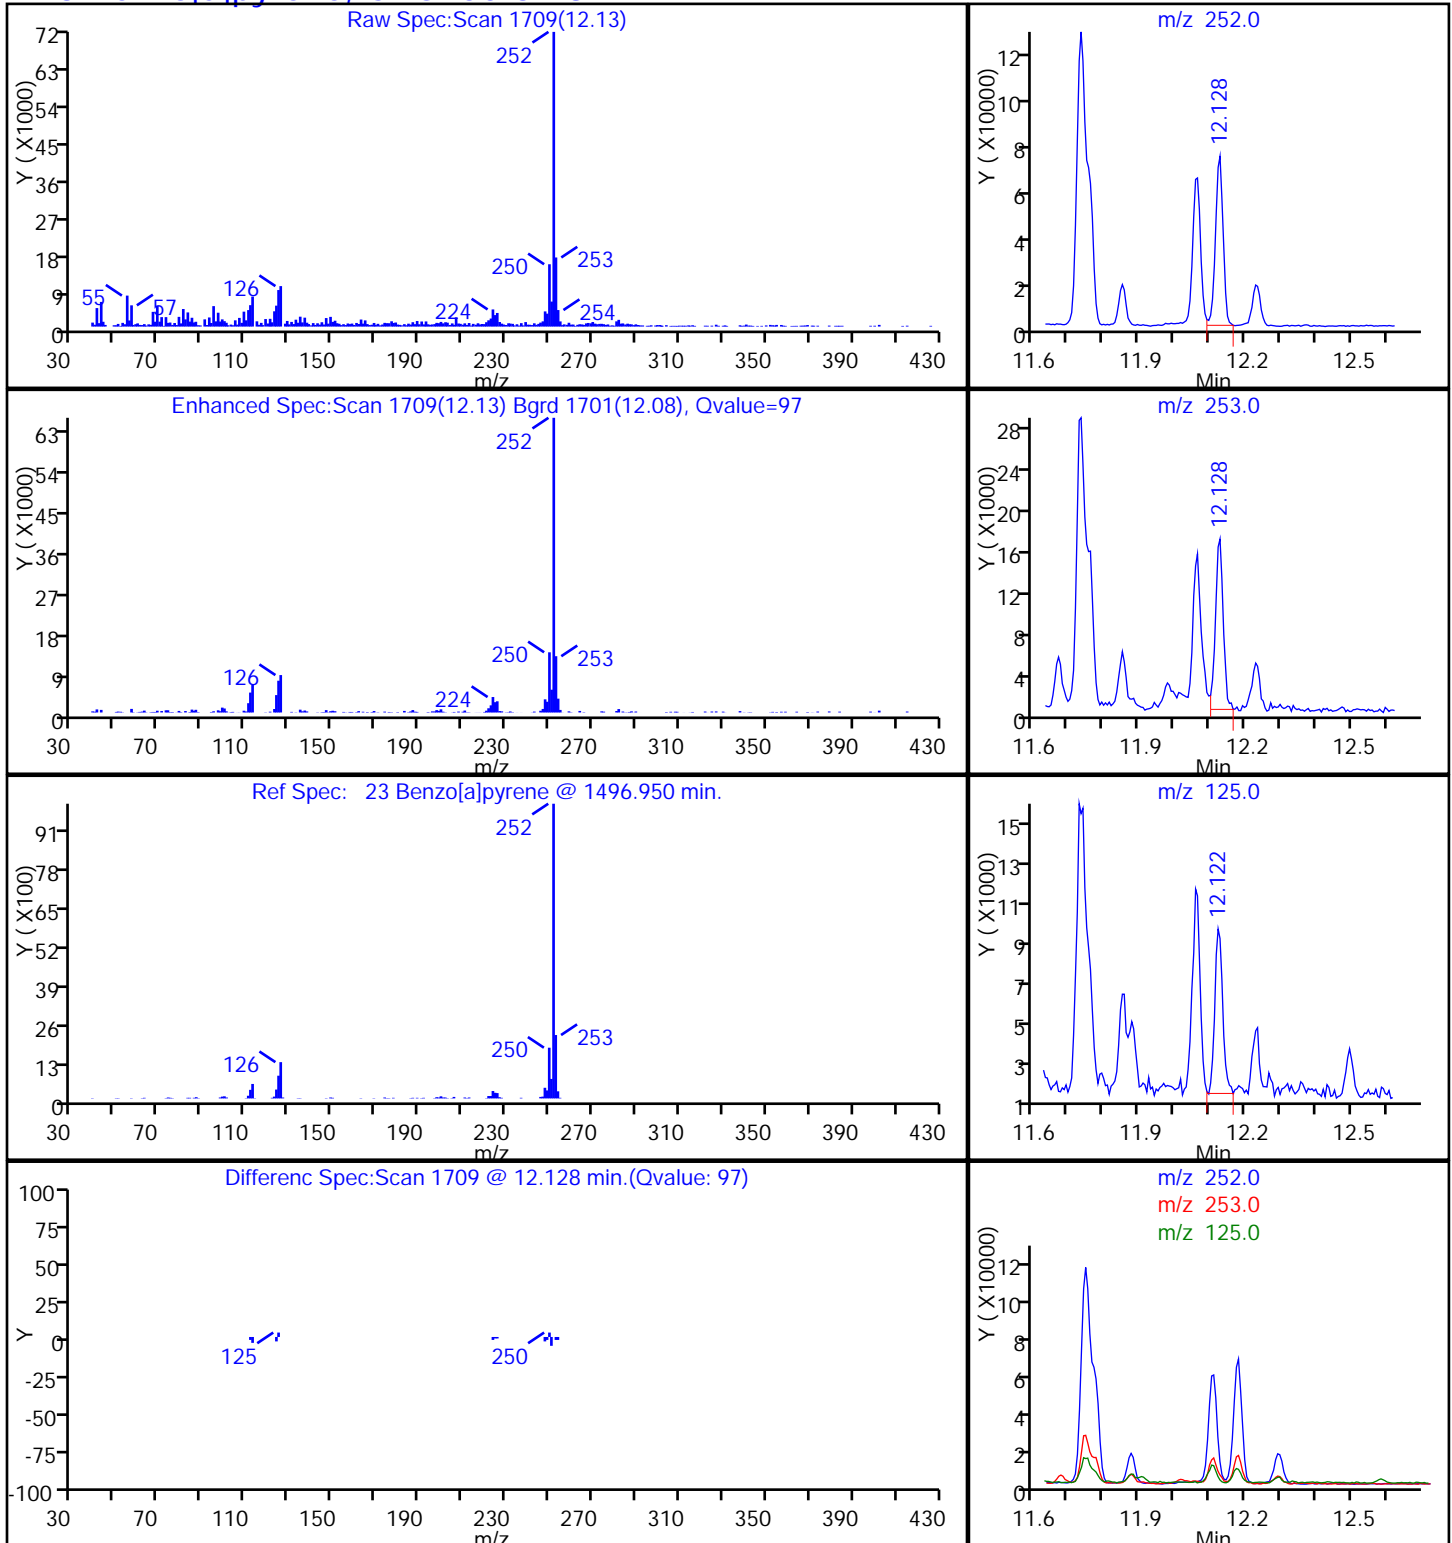 Raw Spec:Scan 1709(12.13)
Y ( X1000)
72
63
54
45
36
27
18
9
0
252
250
253
254
224
126
55
57
30 70 110 150 190 230 270 310 350 390 430
m/z
m/z 252.0
Y ( X10000)
12
10
8
6
4
2
0
12.128
11.6 11.9 12.2 12.5
Min
Enhanced Spec:Scan 1709(12.13) Bgrd 1701(12.08), Qvalue=97
Y ( X1000)
63
54
45
36
27
18
9
0
252
250
253
224
126
30 70 110 150 190 230 270 310 350 390 430
m/z
m/z 253.0
Y ( X1000)
28
24
20
16
12
8
4
0
12.128
11.6 11.9 12.2 12.5
Min
Ref Spec: 23 Benzo[a]pyrene @ 1496.950 min.
Y ( X100)
91
78
65
52
39
26
13
0
252
250
253
126
30 70 110 150 190 230 270 310 350 390 430
m/z
m/z 125.0
Y ( X1000)
15
13
11
9
7
5
3
1
12.122
11.6 11.9 12.2 12.5
Min
Differenc Spec:Scan 1709 @ 12.128 min.(Qvalue: 97)
Y
100
75
50
25
0
-25
-50
-75
-100
125
250
30 70 110 150 190 230 270 310 350 390 430
m/z
m/z 252.0
m/z 253.0
m/z 125.0
Y ( X10000)
12
10
8
6
4
2
0
11.6 11.9 12.2 12.5
Min